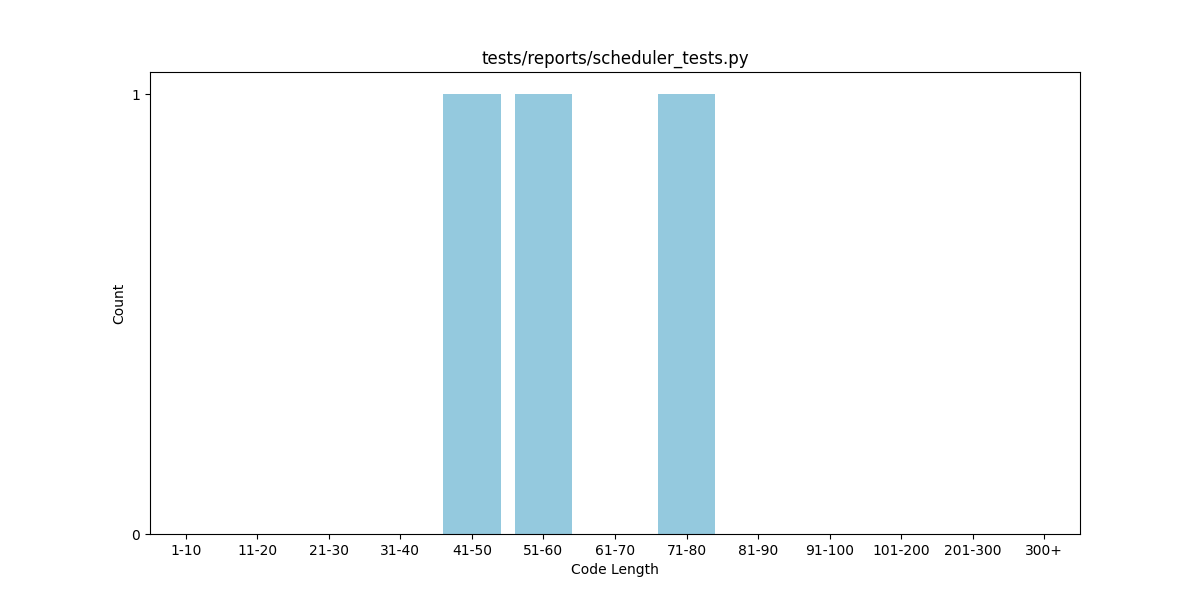 tests/reports/scheduler_tests.py
1
Count
0
1-10 11-20 21-30 31-40 41-50 51-60 61-70 71-80 81-90 91-100 101-200 201-300 300+
Code Length